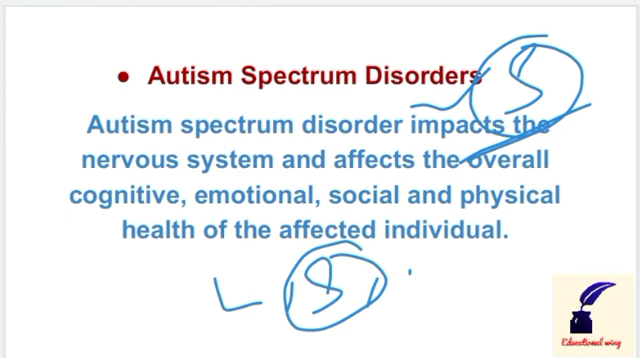 • Autism Spectrum Disorders
Autism spectrum disorder impacts the
nervous system and affects the overall
cognitive, emotional, social and physical
health of the affected individual.
Educational wing